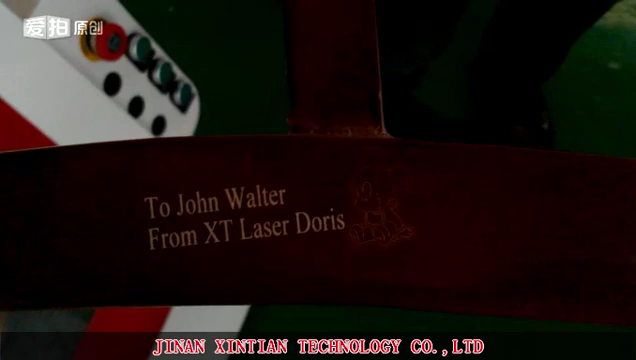 爱拍原创
To John Walter
From XT Laser Doris
JINAN XINTIAN TECHNOLOGY CO.,LTD